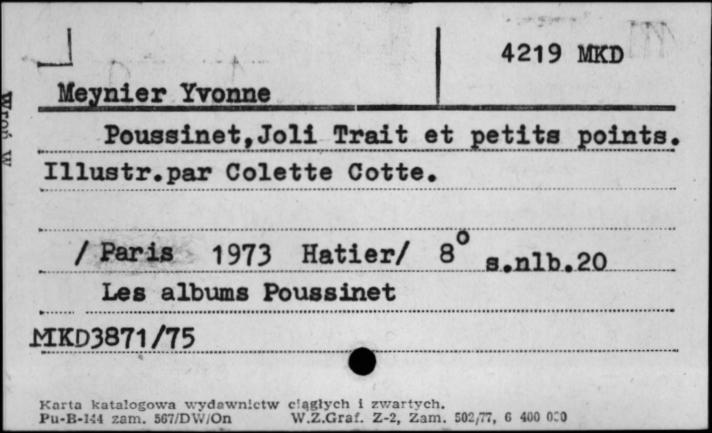 4219 MKD
Meynier Yvonne
Poussinet,Joli Trait et petits points.
Illustr.par Colette Cotte.
/ Paris 1973 Hatier/ 8° s.nlb.20
Les albums Poussinet
MKD3871/75
Karta katalogowa wydawnictw ciągłych i zwartych.
Pu-B-144 zam. 567/DW/On W.Z.Graf. Z-2, Zam. 502/77, 6 400 000